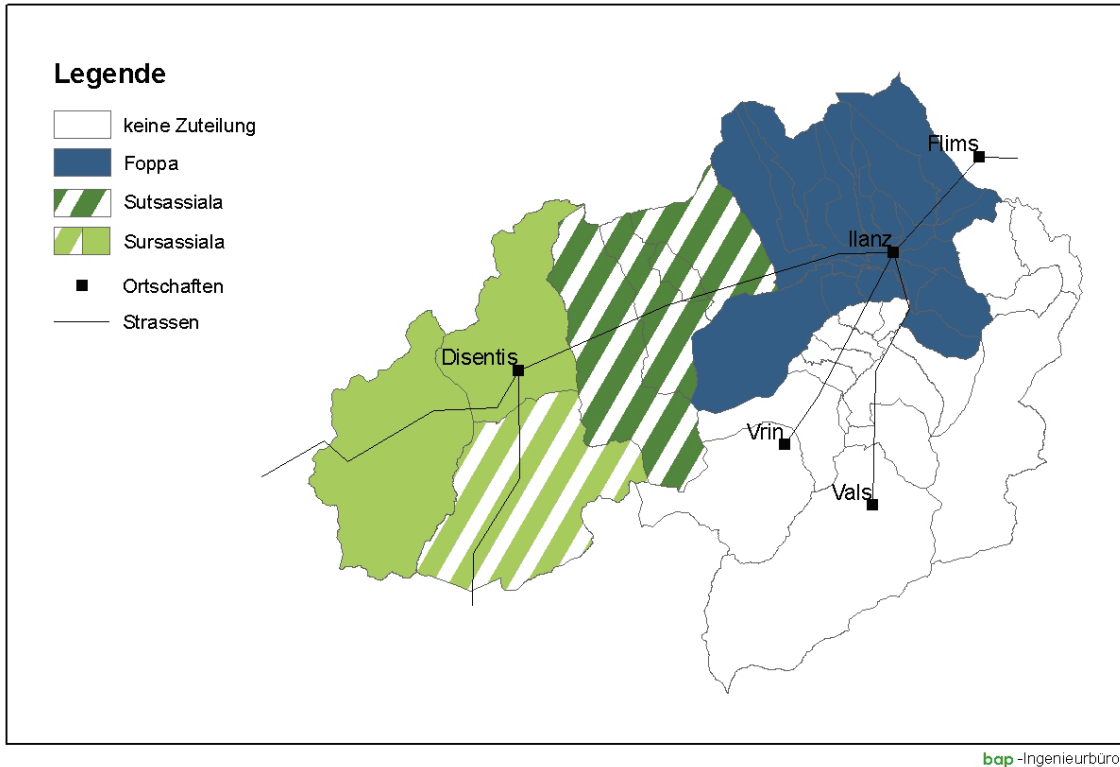 Legende
keine Zuteilung
Foppa
Sutsassiala
Sursassiala
Ortschaften
Strassen
Flims
Ilanz
Disentis
Vrin
Vals
bap -Ingenieurbüro